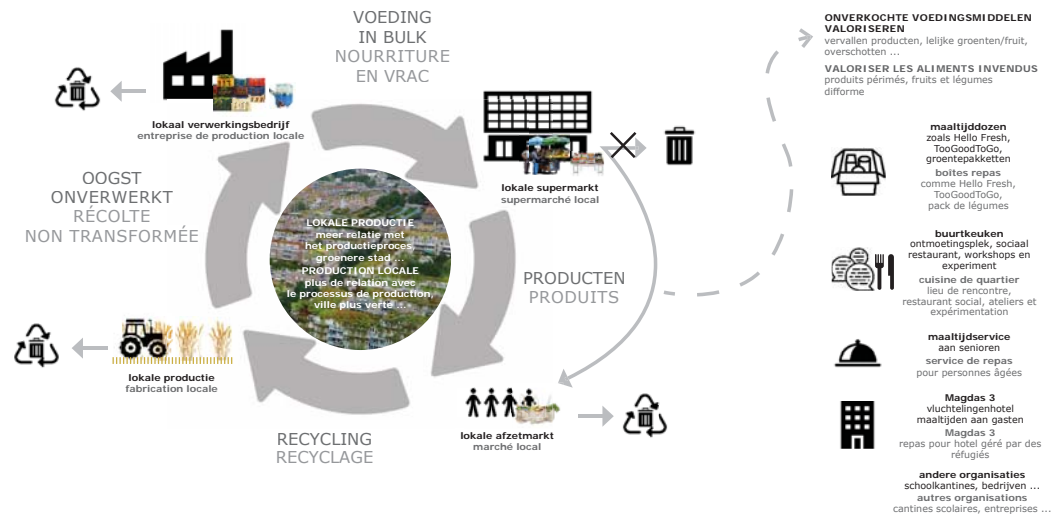 VOEDING
IN BULK
NOURRITURE
EN VRAC
lokaal verwerkingsbedrijf
entreprise de production locale
lokale supermarkt
supermarché local
OOGST
ONVERWERKT
RÉCOLTE
NON TRANSFORMÉE
LOKALE PRODUCTIE
meer relatie met
het productieproces,
groenere stad ...
PRODUCTION LOCALE
plus de relation avec
le processus de production,
ville plus verte ...
PRODUCTEN
PRODUITS
lokale productie
fabrication locale
lokale afzetmarkt
marché local
RECYCLING
RECYCLAGE
ONVERKOCHTE VOEDINGSMIDDELEN
VALORISEREN
vervallen producten, lelijke groenten/fruit,
overschotten ...
VALORISER LES ALIMENTS INVENDUS
produits périmés, fruits et légumes
difforme
maaltijddozen
zoals Hello Fresh,
TooGoodToGo,
groentepakketten
boîtes repas
comme Hello Fresh,
TooGoodToGo,
pack de légumes
buurtkeuken
ontmoetingsplek, sociaal
restaurant, workshops en
experiment
cuisine de quartier
lieu de rencontre,
restaurant social, ateliers et
expérimentation
maaltijdservice
aan senioren
service de repas
pour personnes âgées
Magdas 3
vluchtelingenhotel
maaltijden aan gasten
Magdas 3
repas pour hotel géré par des
réfugiés
andere organisaties
schoolkantines, bedrijven ...
autres organisations
cantines scolaires, entreprises ...